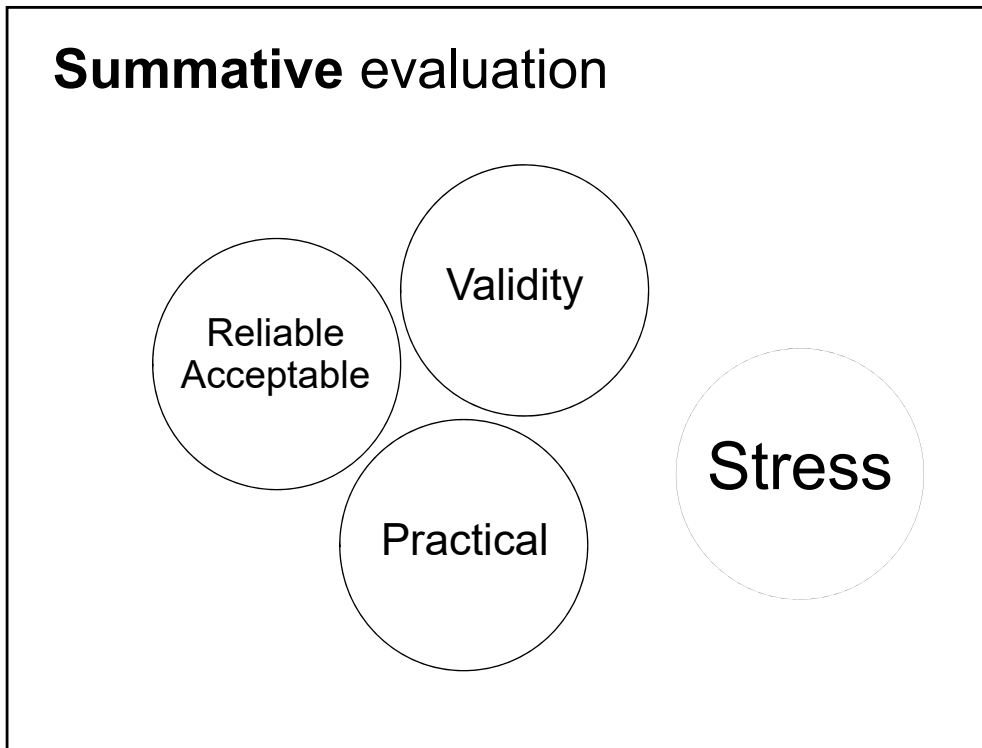 Summative evaluation
Validity
Reliable
Acceptable
Stress
Practical